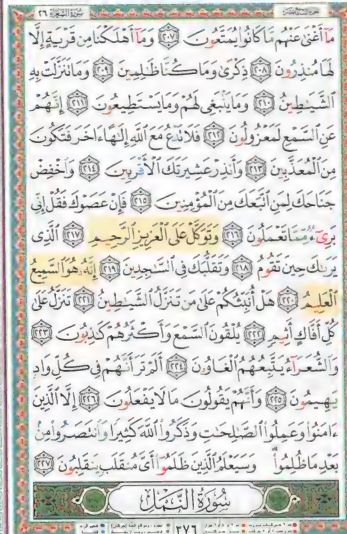 سُورَةُ الشُّعَرَاءِ ٢٦
مَآ أَغْنَىٰ عَنْهُم مَّا كَانُوا۟ يُمَتَّعُونَ ٢٠٧ وَمَآ أَهْلَكْنَا مِن قَرْيَةٍ إِلَّا
لَهَا مُنذِرُونَ ٢٠٨ ذِكْرَىٰ وَمَا كُنَّا ظَٰلِمِينَ ٢٠٩ وَمَا تَنَزَّلَتْ بِهِ
ٱلشَّيَٰطِينُ ٢١٠ وَمَا يَنۢبَغِى لَهُمْ وَمَا يَسْتَطِيعُونَ ٢١١ إِنَّهُمْ
عَنِ ٱلسَّمْعِ لَمَعْزُولُونَ ٢١٢ فَلَا تَدْعُ مَعَ ٱللَّهِ إِلَٰهًا ءَاخَرَ فَتَكُونَ
مِنَ ٱلْمُعَذَّبِينَ ٢١٣ وَأَنذِرْ عَشِيرَتَكَ ٱلْأَقْرَبِينَ ٢١٤ وَٱخْفِضْ
جَنَاحَكَ لِمَنِ ٱتَّبَعَكَ مِنَ ٱلْمُؤْمِنِينَ ٢١٥ فَإِنْ عَصَوْكَ فَقُلْ إِنِّى
بَرِىٓءٌ مِّمَّا تَعْمَلُونَ ٢١٦ وَتَوَكَّلْ عَلَى ٱلْعَزِيزِ ٱلرَّحِيمِ ٢١٧ ٱلَّذِى
يَرَىٰكَ حِينَ تَقُومُ ٢١٨ وَتَقَلُّبَكَ فِى ٱلسَّٰجِدِينَ ٢١٩ إِنَّهُۥ هُوَ ٱلسَّمِيعُ
ٱلْعَلِيمُ ٢٢٠ هَلْ أُنَبِّئُكُمْ عَلَىٰ مَن تَنَزَّلُ ٱلشَّيَٰطِينُ ٢٢١ تَنَزَّلُ عَلَىٰ
كُلِّ أَفَّاكٍ أَثِيمٍ ٢٢٢ يُلْقُونَ ٱلسَّمْعَ وَأَكْثَرُهُمْ كَٰذِبُونَ ٢٢٣
وَٱلشُّعَرَآءُ يَتَّبِعُهُمُ ٱلْغَاوُۥنَ ٢٢٤ أَلَمْ تَرَ أَنَّهُمْ فِى كُلِّ وَادٍ
يَهِيمُونَ ٢٢٥ وَأَنَّهُمْ يَقُولُونَ مَا لَا يَفْعَلُونَ ٢٢٦ إِلَّا ٱلَّذِينَ
ءَامَنُوا۟ وَعَمِلُوا۟ ٱلصَّٰلِحَٰتِ وَذَكَرُوا۟ ٱللَّهَ كَثِيرًا وَٱنتَصَرُوا۟ مِنۢ
بَعْدِ مَا ظُلِمُوا۟ وَسَيَعْلَمُ ٱلَّذِينَ ظَلَمُوٓا۟ أَىَّ مُنقَلَبٍ يَنقَلِبُونَ ٢٢٧
سُورَةُ ٱلنَّمْلِ
٣٧٦